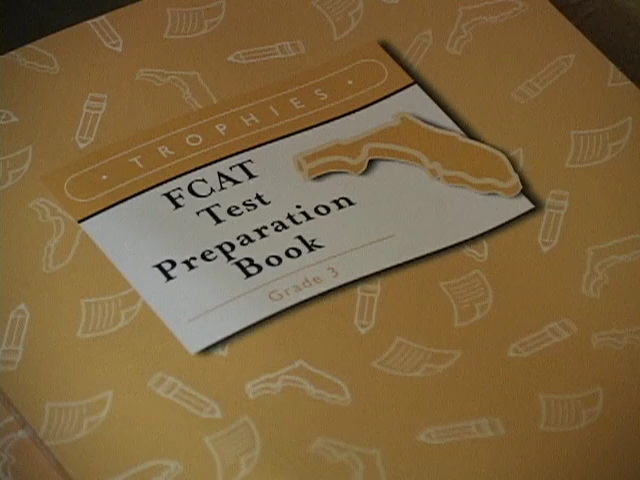 • TROPHIES •
FCAT
Test
Preparation
Book
Grade 3